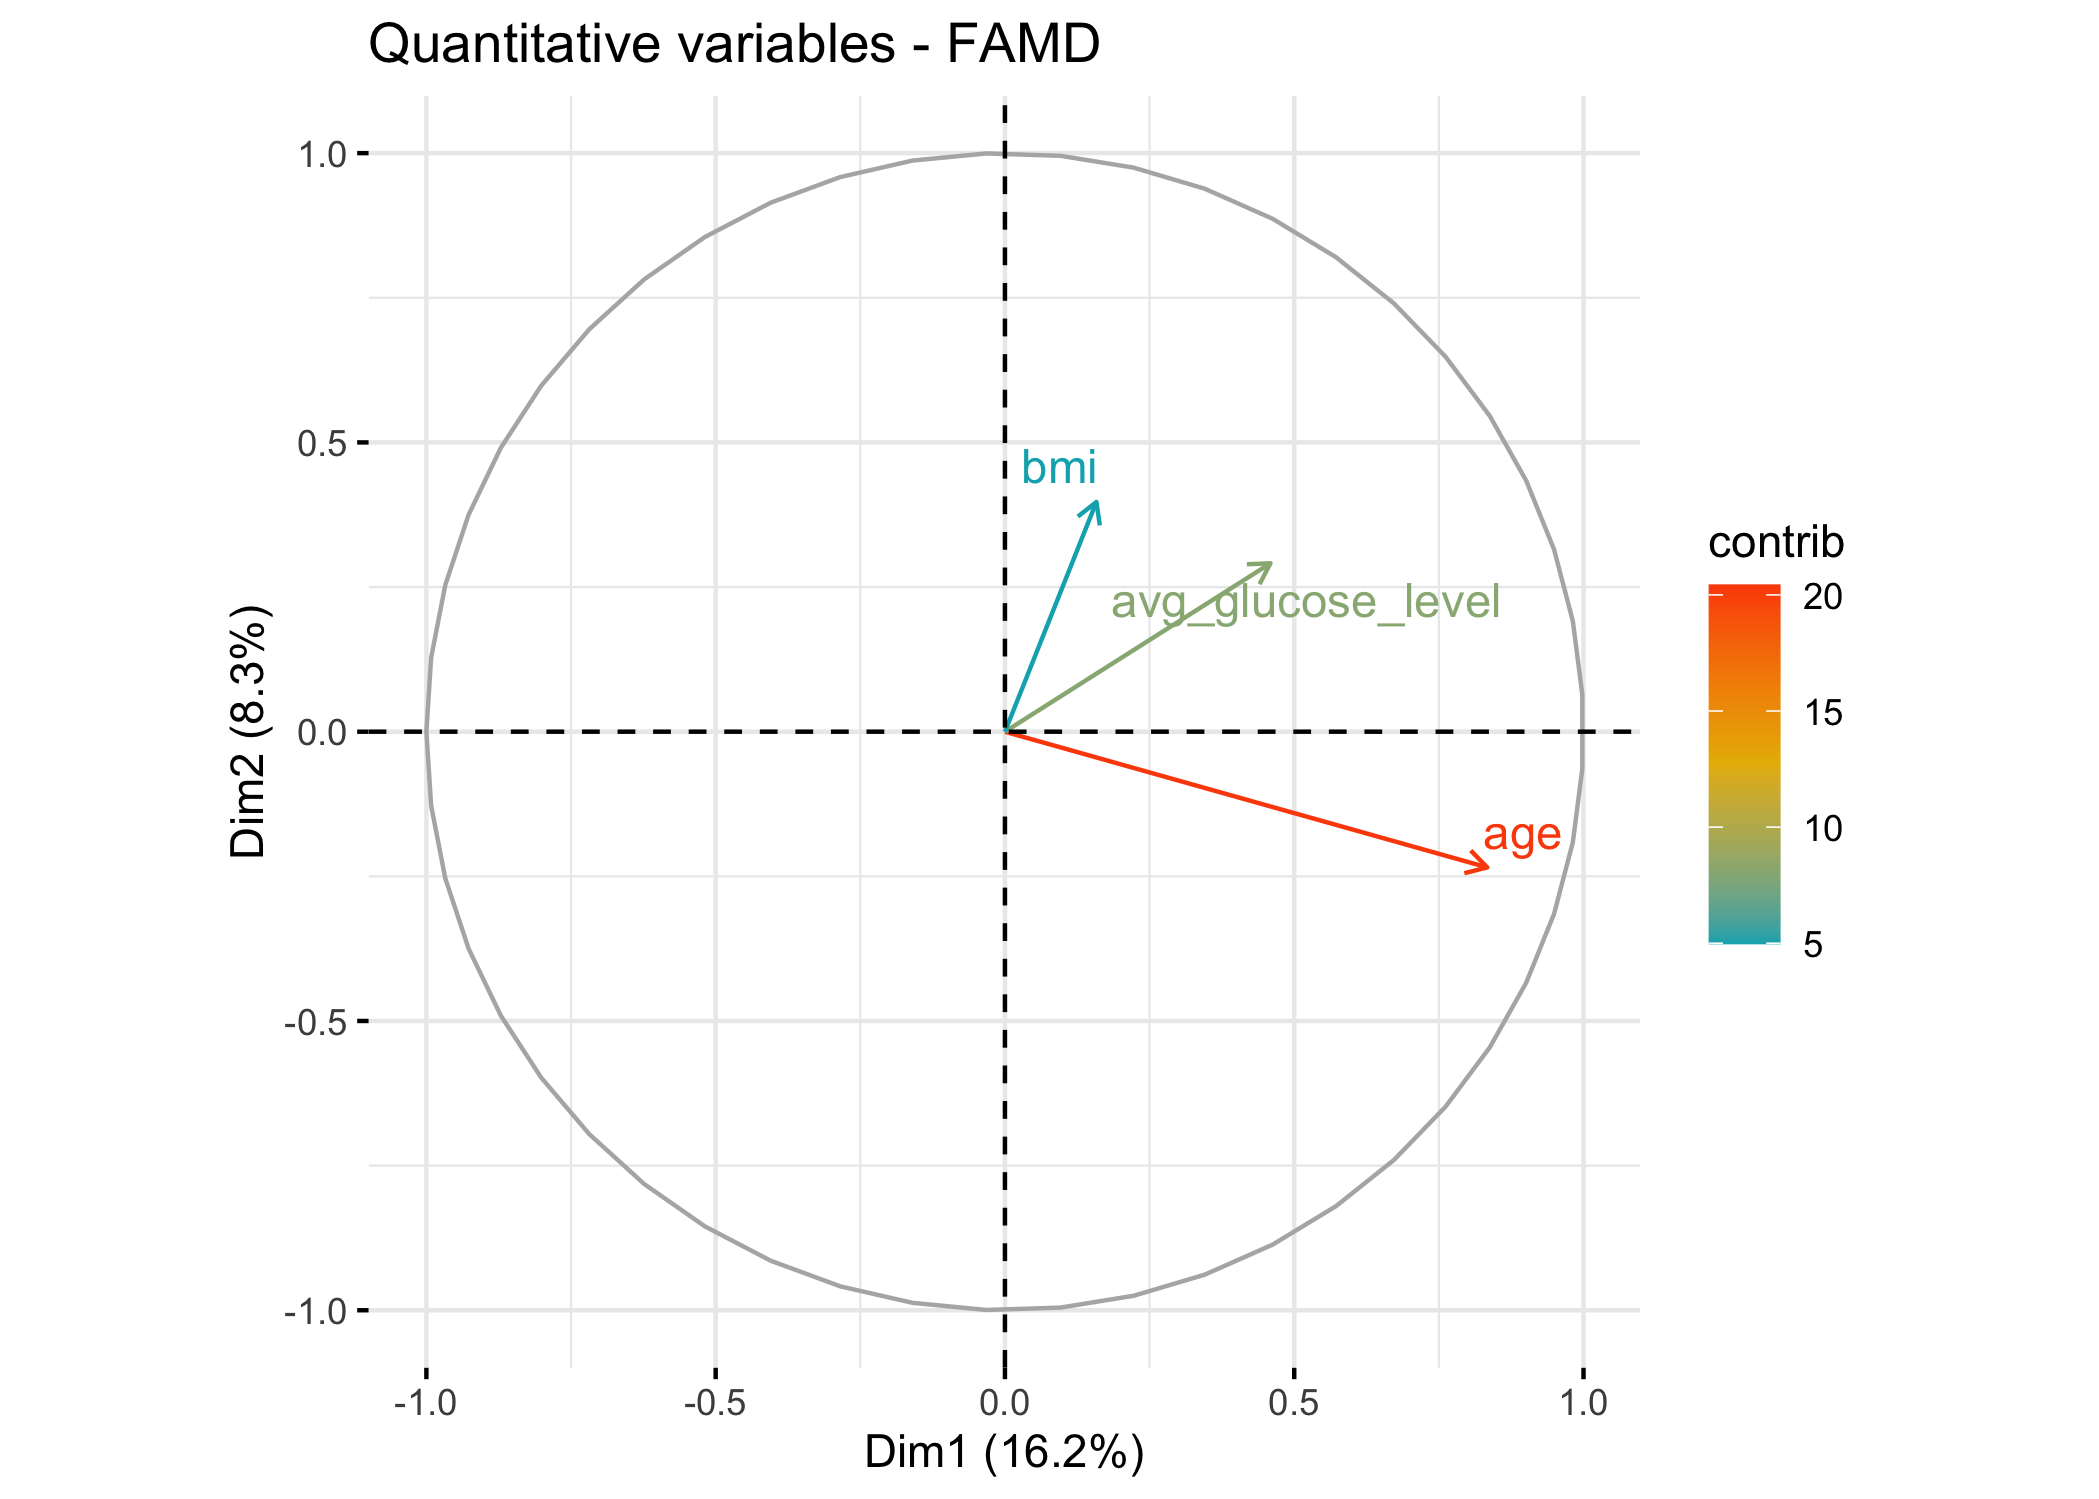 Quantitative variables - FAMD
1.0
0.5
0.0
-0.5
-1.0
Dim2 (8.3%)
bmi
avg_glucose_level
age
contrib
20
15
10
5
-1.0
-0.5
0.0
0.5
1.0
Dim1 (16.2%)